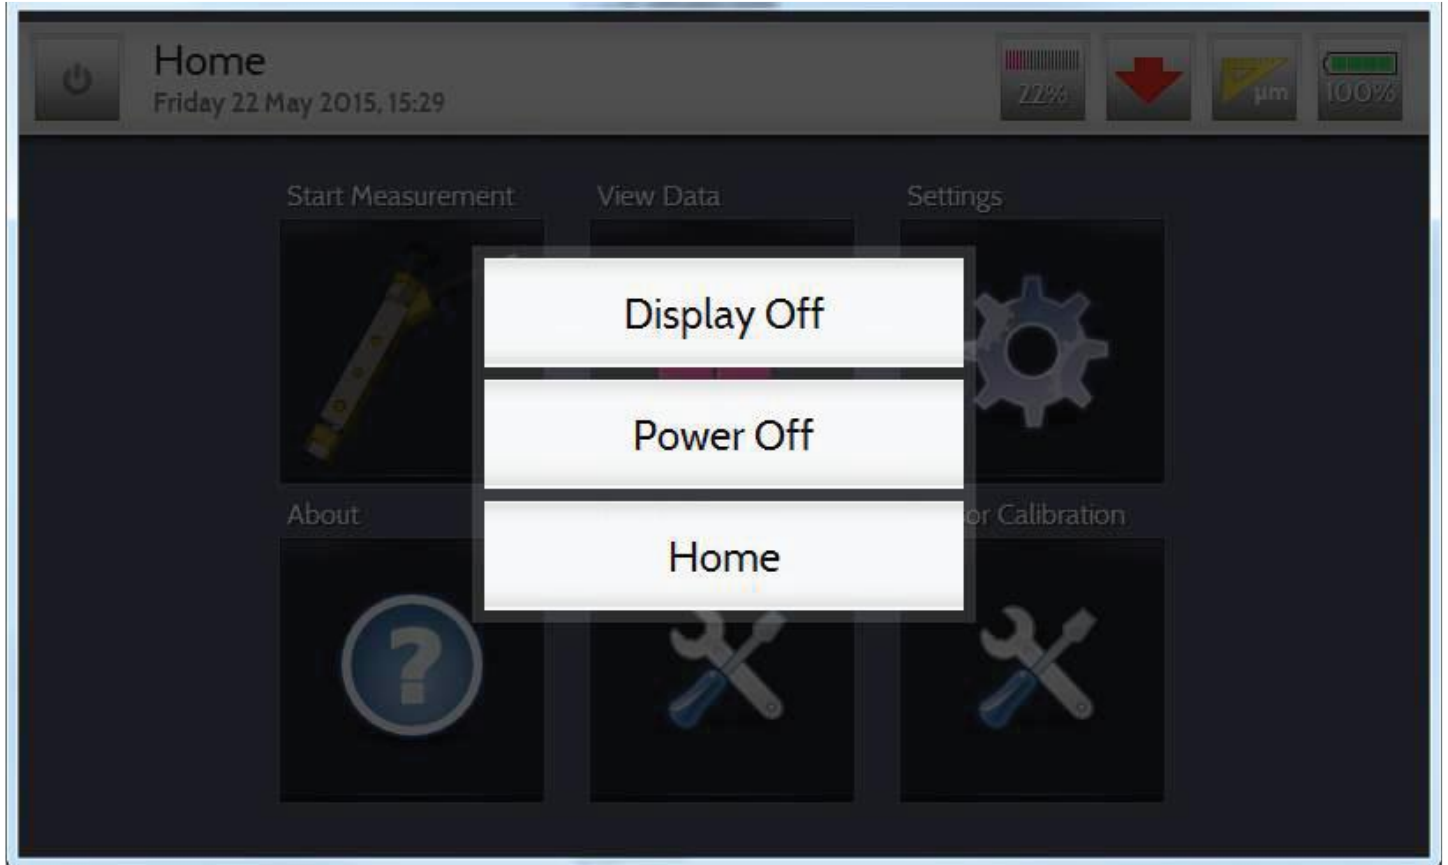 Home
Friday 22 May 2015, 15:29
22%
µm
100%
Start Measurement
View Data
Settings
Display Off
Power Off
Home
About
or Calibration
?